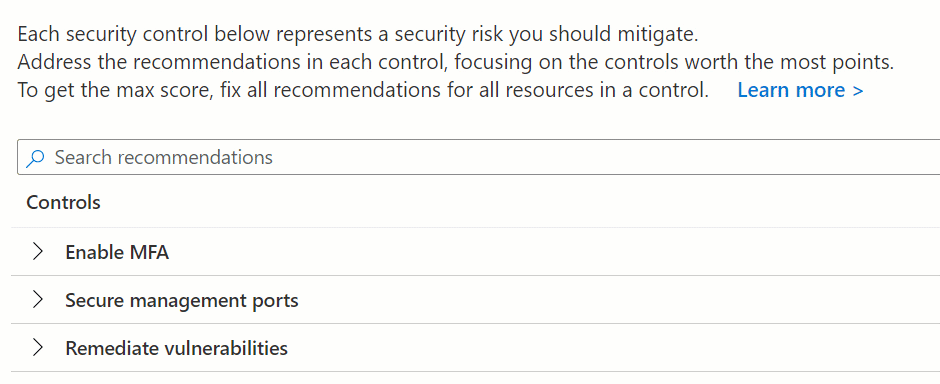 Each security control below represents a security risk you should mitigate.
Address the recommendations in each control, focusing on the controls worth the most points.
To get the max score, fix all recommendations for all resources in a control. Learn more >
Search recommendations
Controls
Enable MFA
Secure management ports
Remediate vulnerabilities